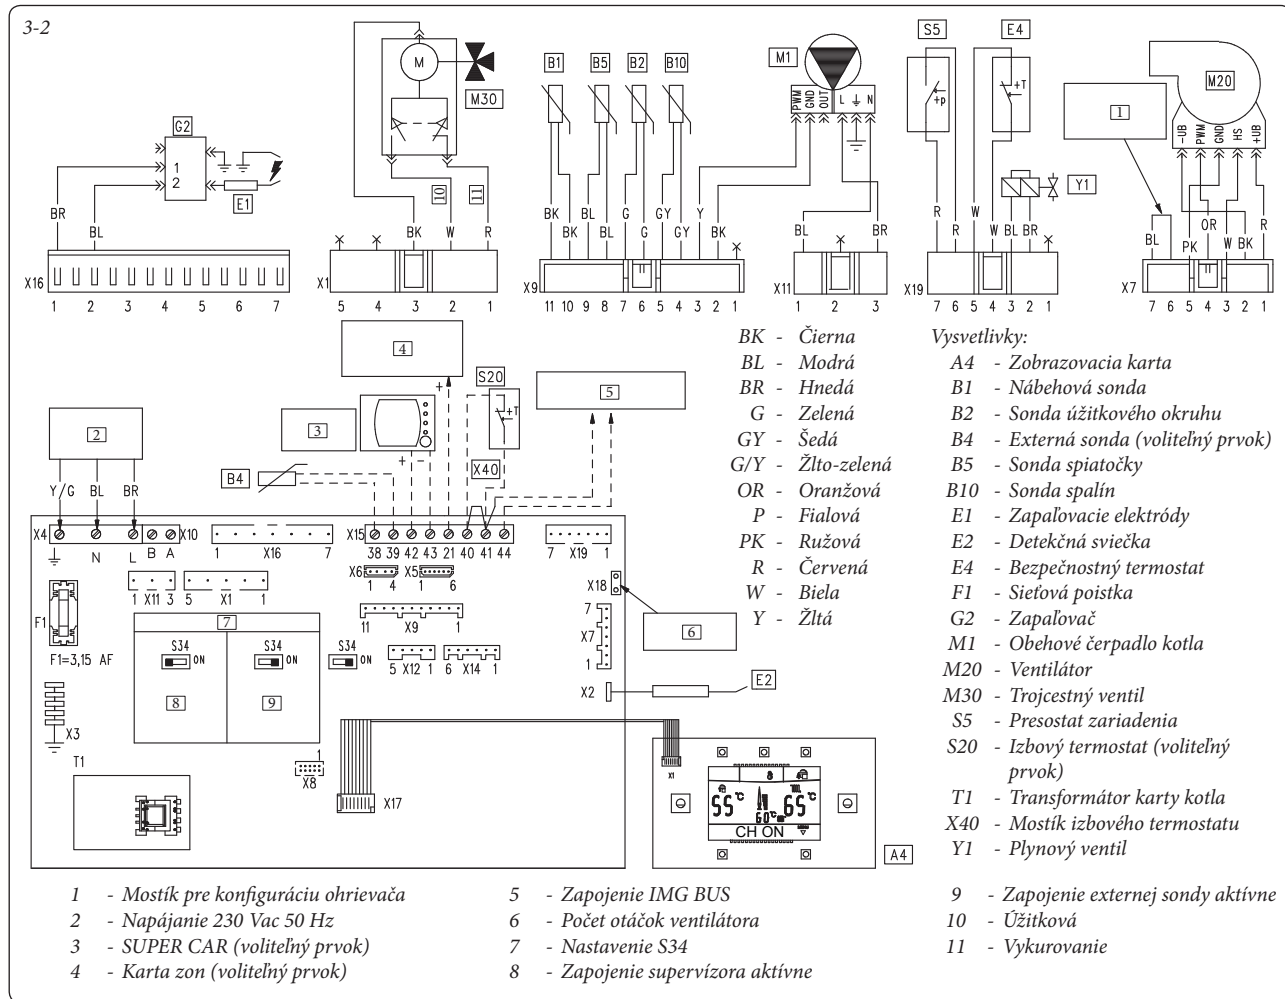 3-2
S5
E4
M1
M20
B1
B5
B2
B10
M
M30
+p
+T
1
PWM
GND
OUT
L
N
-UB
PWM
GND
HS
+UB
G2
1
2
E1
10
11
Y1
BR
BL
BK
W
R
BK
BK
BL
BL
G
G
GY
GY
Y
BK
BL
BR
R
R
W
W
BL
BR
BL
PK
OR
W
BK
R
X16
1 2 3 4 5 6 7
X1
5 4 3 2 1
X9
11 10 9 8 7 6 5 4 3 2 1
X11
1 2 3
X19
7 6 5 4 3 2 1
X7
7 6 5 4 3 2 1
4
S20
5
2
3
+T
+
+ -
X40
B4
Y/G
BL
BR
X4
N
L
B A
X10
1 X16 7
X15
38 39 42 43 21 40 41 44
7 X19 1
1 X11 3
5 X1 1
X6
1 4
X5
1 6
X18
F1
F1=3,15 AF
7
S34
ON
S34
ON
S34
ON
8
9
11 X9 1
5 X12 1
6 X14 1
7
X7
1
6
X2
E2
X3
T1
1
X8
X17
X1
55 °C
65 °C
60 °C
CH ON
A4
BK - Čierna
BL - Modrá
BR - Hnedá
G - Zelená
GY - Šedá
G/Y - Žlto-zelená
OR - Oranžová
P - Fialová
PK - Ružová
R - Červená
W - Biela
Y - Žltá
Vysvetlivky:
A4 - Zobrazovacia karta
B1 - Nábehová sonda
B2 - Sonda úžitkového okruhu
B4 - Externá sonda (voliteľný prvok)
B5 - Sonda spiatočky
B10 - Sonda spalín
E1 - Zapaľovacie elektródy
E2 - Detekčná sviečka
E4 - Bezpečnostný termostat
F1 - Sieťová poistka
G2 - Zapaľovač
M1 - Obehové čerpadlo kotla
M20 - Ventilátor
M30 - Trojcestný ventil
S5 - Presostat zariadenia
S20 - Izbový termostat (voliteľný
prvok)
T1 - Transformátor karty kotla
X40 - Mostík izbového termostatu
Y1 - Plynový ventil
1 - Mostík pre konfiguráciu ohrievača
2 - Napájanie 230 Vac 50 Hz
3 - SUPER CAR (voliteľný prvok)
4 - Karta zon (voliteľný prvok)
5 - Zapojenie IMG BUS
6 - Počet otáčok ventilátora
7 - Nastavenie S34
8 - Zapojenie supervízora aktívne
9 - Zapojenie externej sondy aktívne
10 - Úžitková
11 - Vykurovanie